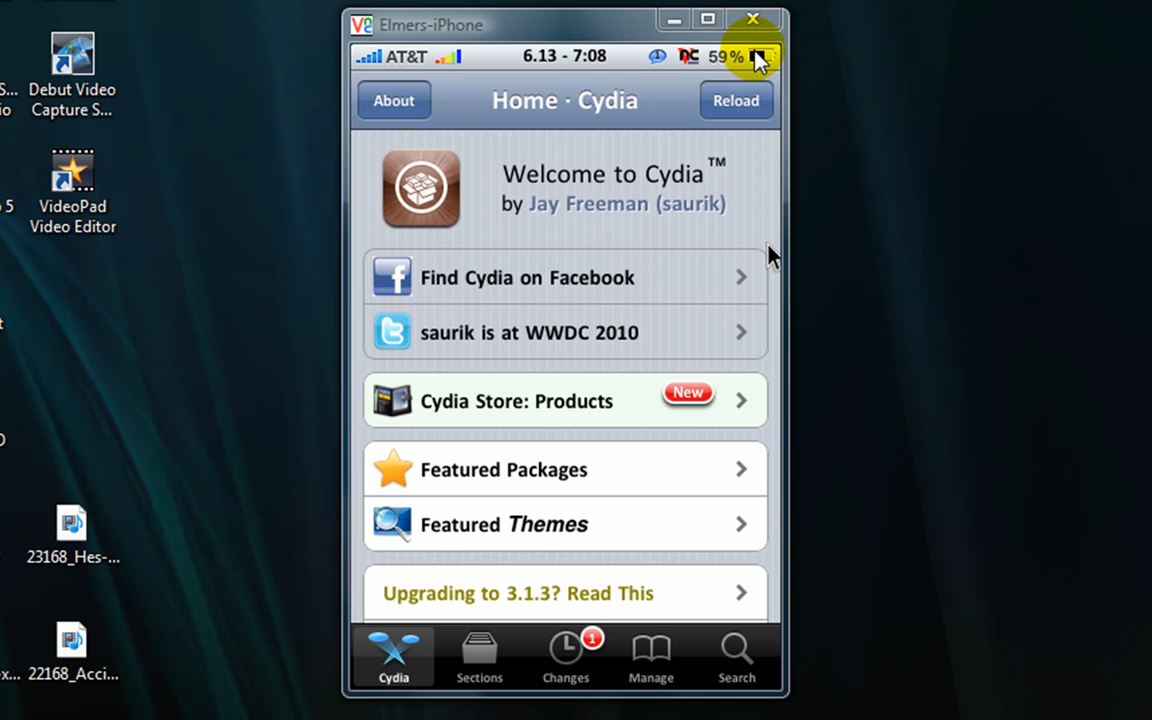 S...
io
Debut Video
Capture S...
o 5
VideoPad
Video Editor
23168_Hes-...
x...
22168_Acci...
Elmers-iPhone
AT&T
6.13 - 7:08
59%
About
Home · Cydia
Reload
Welcome to Cydia™
by Jay Freeman (saurik)
Find Cydia on Facebook
saurik is at WWDC 2010
Cydia Store: Products
New
Featured Packages
Featured Themes
Upgrading to 3.1.3? Read This
1
Cydia
Sections
Changes
Manage
Search